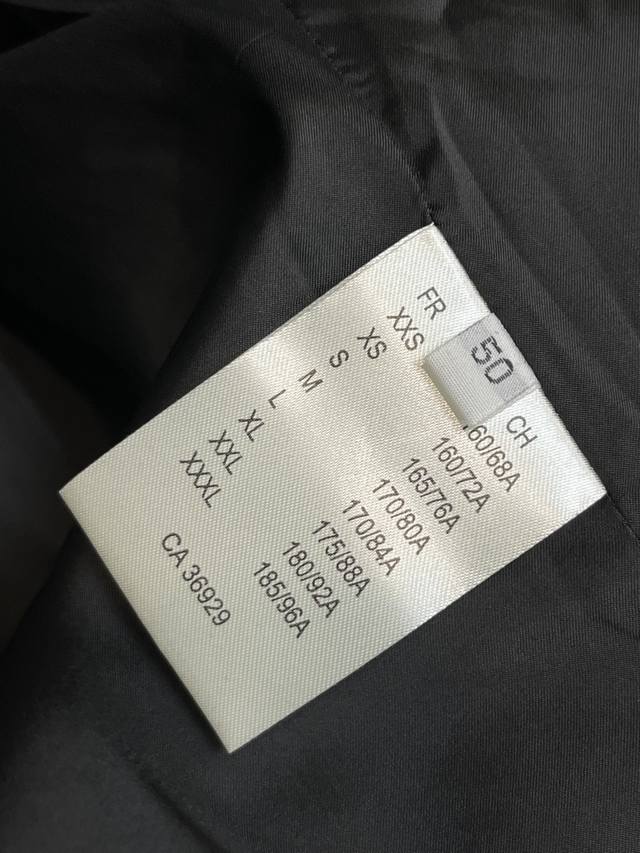 FR CH
50
XXS 160/68A
XS 160/72A
S 165/76A
M 170/80A
L 170/84A
XL 175/88A
XXL 180/92A
XXXL 185/96A
CA 36929